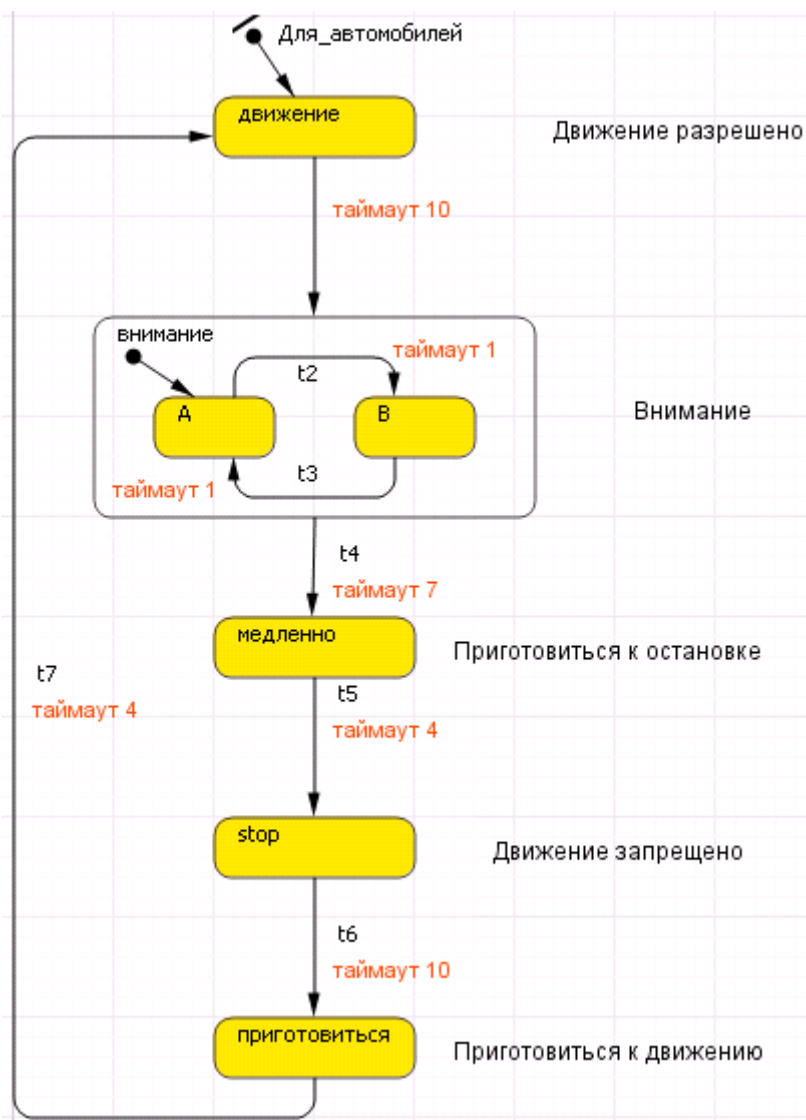 Для_автомобилей
движение
Движение разрешено
таймаут 10
внимание
таймаут 1
t2
A
B
Внимание
t3
таймаут 1
t4
таймаут 7
медленно
Приготовиться к остановке
t7
t5
таймаут 4
таймаут 4
stop
Движение запрещено
t6
таймаут 10
приготовиться
Приготовиться к движению